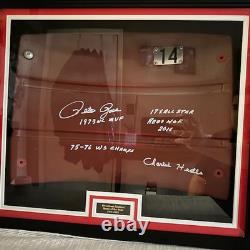 14
Pete Rose
17x ALL STAR
1973 NL MVP
REDS HOF
2016
75-76 WS CHAMPS
Charlie Hustle